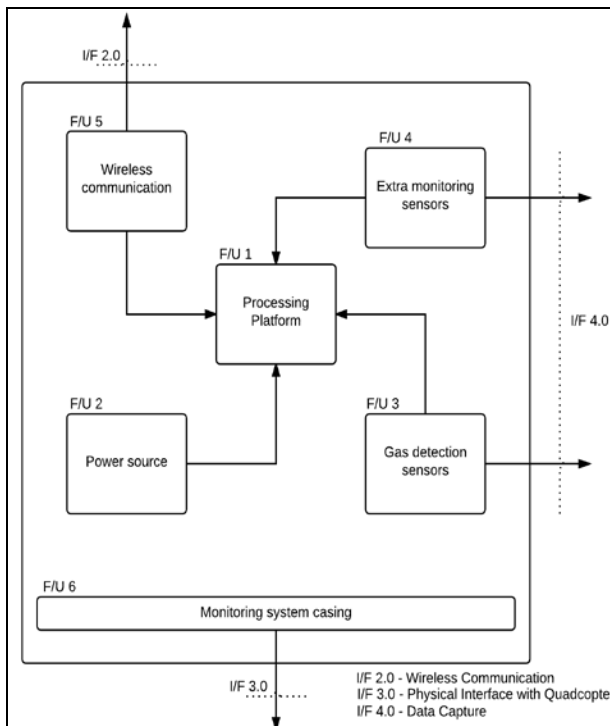 I/F 2.0
F/U 5
Wireless
communication
F/U 4
Extra monitoring
sensors
F/U 1
Processing
Platform
I/F 4.0
F/U 2
Power source
F/U 3
Gas detection
sensors
F/U 6
Monitoring system casing
I/F 3.0
I/F 2.0 - Wireless Communication
I/F 3.0 - Physical Interface with Quadcopte
I/F 4.0 - Data Capture